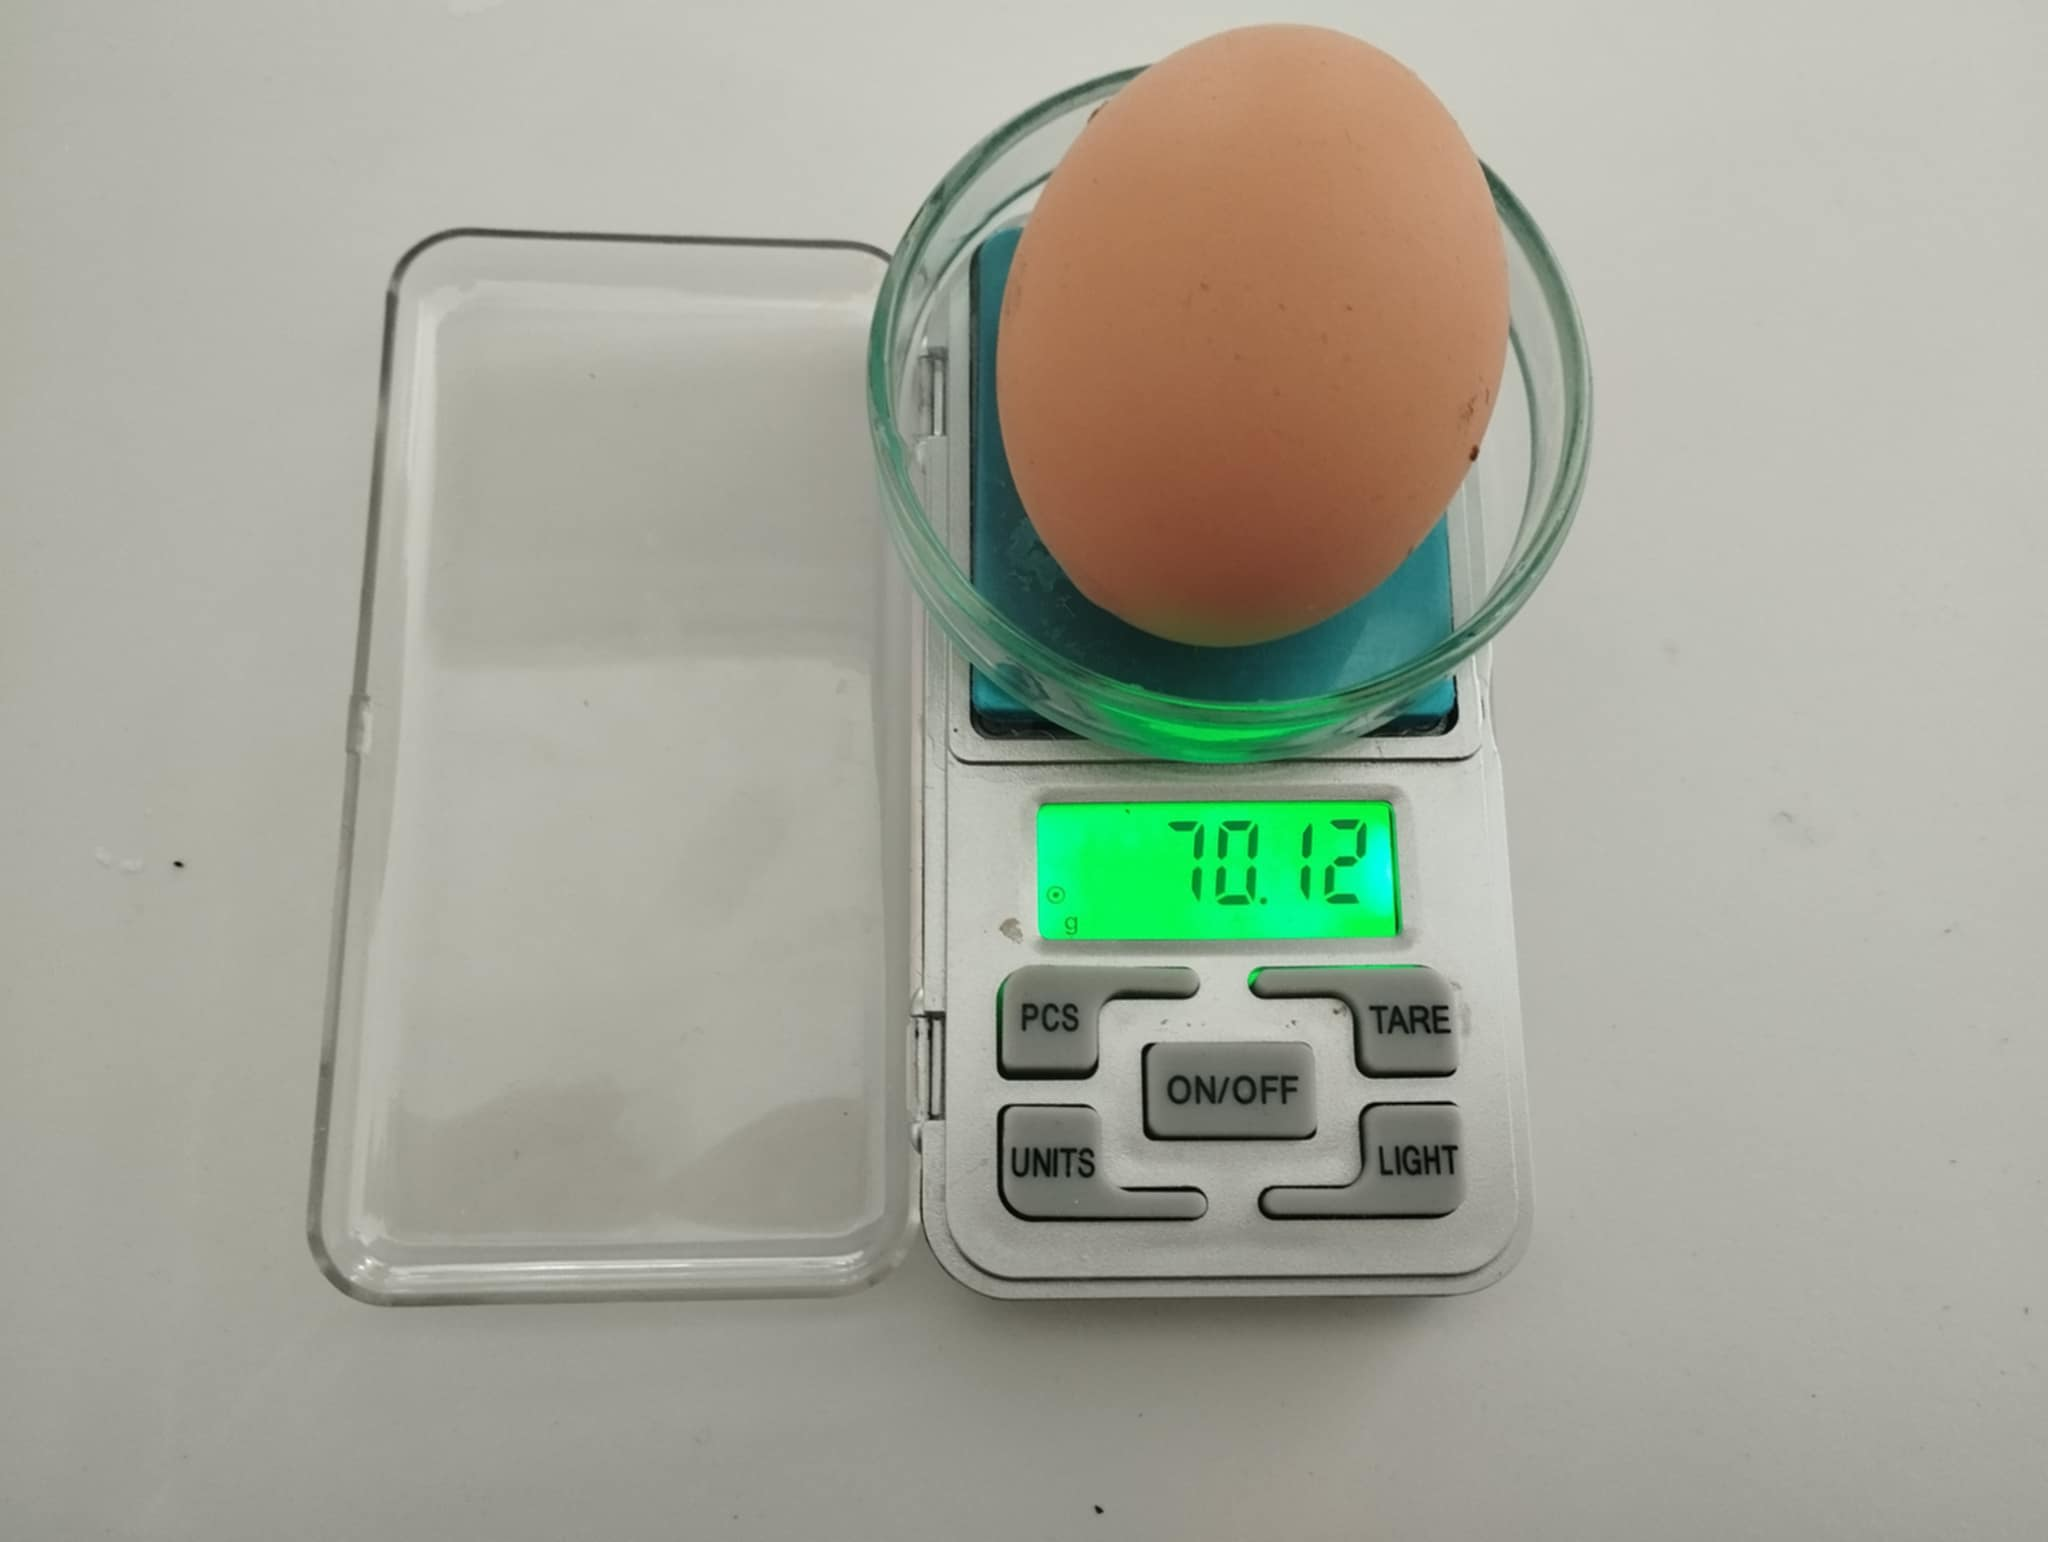 70.12
g
PCS
TARE
ON/OFF
UNITS
LIGHT